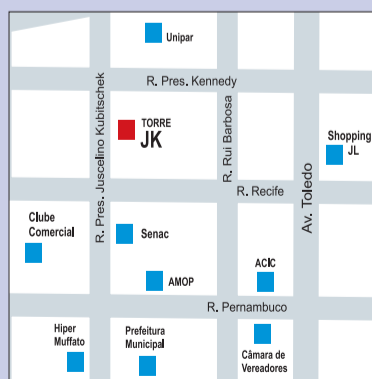 Unipar
R. Pres. Kennedy
R. Pres. Juscelino Kubitschek
TORRE
JK
R. Rui Barbosa
Av. Toledo
Shopping
JL
R. Recife
Clube
Comercial
Senac
ACIC
AMOP
R. Pernambuco
Hiper
Muffato
Prefeitura
Municipal
Câmara de
Vereadores